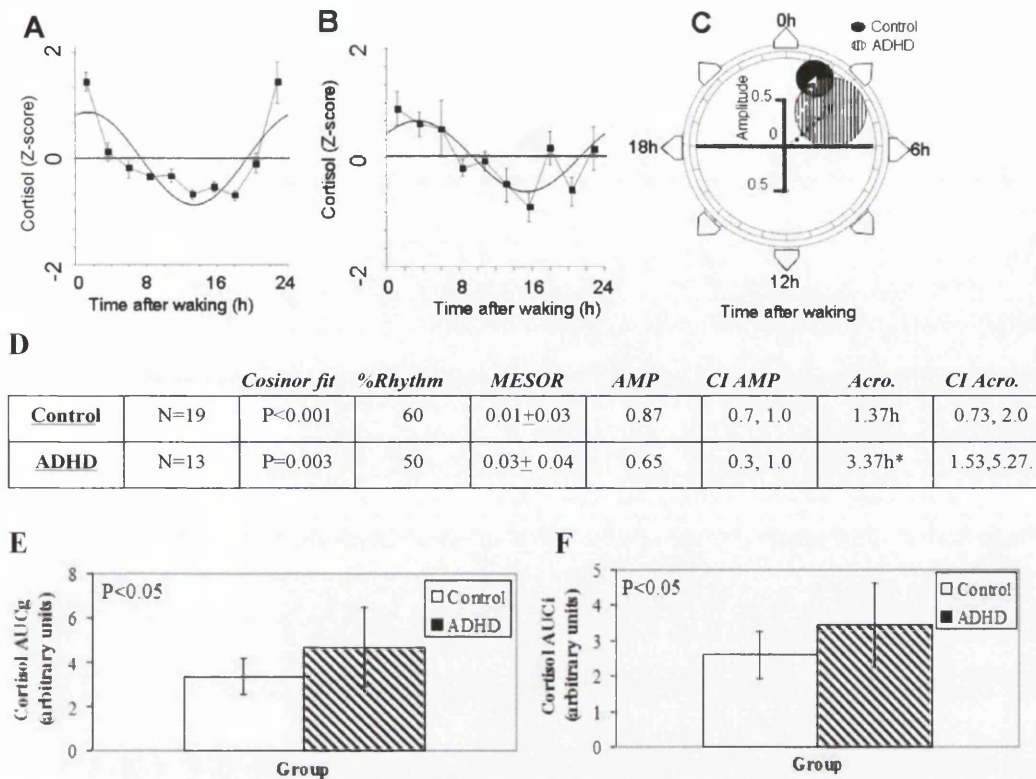 A
2
0
-2
Cortisol (Z-score)
0 8 16 24
Time after waking (h)
B
2
0
-2
Cortisol (Z-score)
0 8 16 24
Time after waking (h)
C
0h
Control
ADHD
Amplitude
0.5
0
0.5
18h
6h
12h
Time after waking
D
Cosinor fit %Rhythm MESOR AMP CI AMP Acro. CI Acro.
Control N=19 P<0.001 60 0.01±0.03 0.87 0.7, 1.0 1.37h 0.73, 2.0
ADHD N=13 P=0.003 50 0.03± 0.04 0.65 0.3, 1.0 3.37h* 1.53,5.27.
E
8
6
4
2
0
Cortisol AUCg
(arbitrary units)
P<0.05
Control
ADHD
Group
F
5
4
3
2
1
0
Cortisol AUCi
(arbitrary units)
P<0.05
Control
ADHD
Group